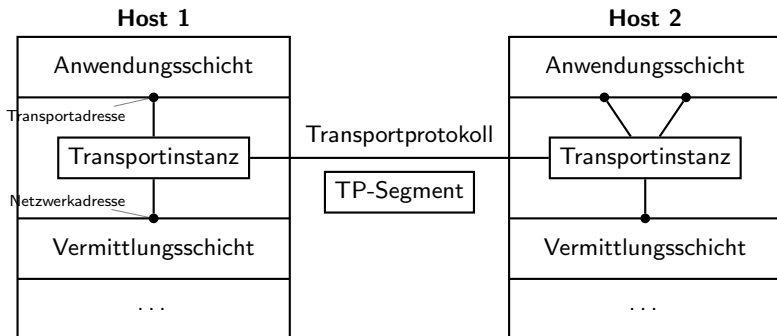 Host 1
Host 2
Anwendungsschicht
Anwendungsschicht
Transportadresse
Transportprotokoll
Transportinstanz
Transportinstanz
TP-Segment
Netzwerkadresse
Vermittlungsschicht
Vermittlungsschicht
...
...